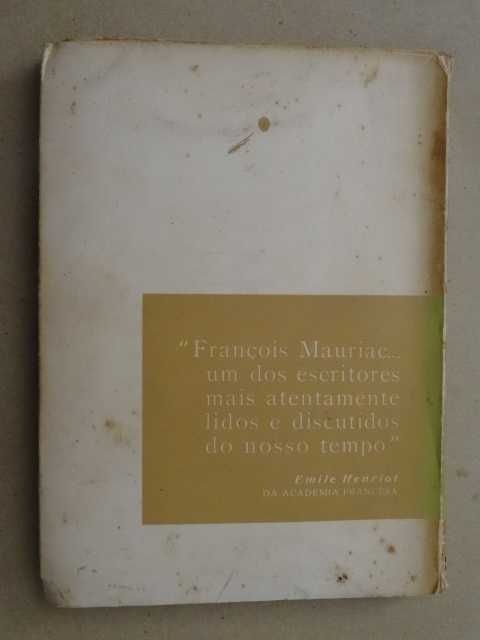 "François Mauriac...
um dos escritores
mais atentamente
lidos e discutidos
do nosso tempo"
Emile Henriot
DA ACADEMIA FRANCESA